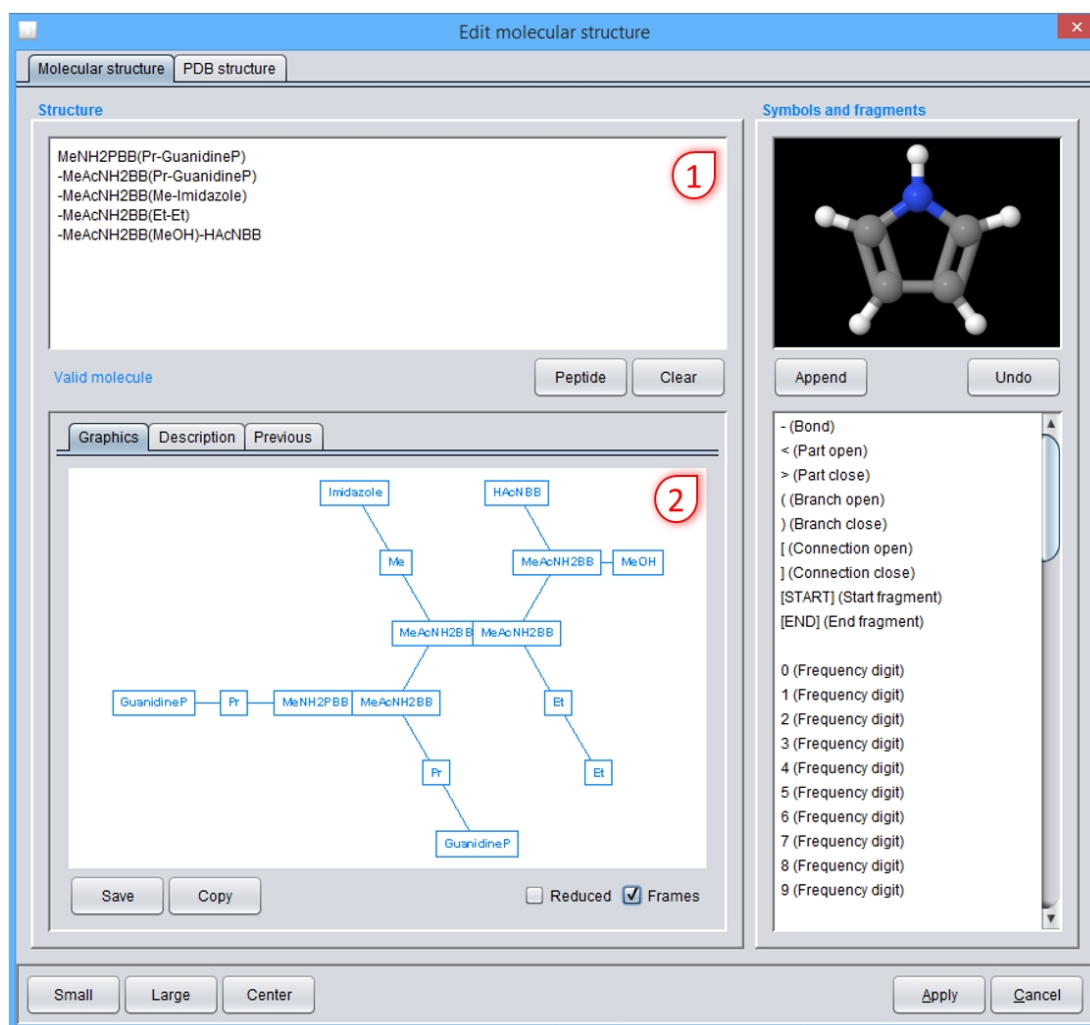 Edit molecular structure
Molecular structure
PDB structure
Structure
MeNH2PBB(Pr-GuanidineP)
-MeAcNH2BB(Pr-GuanidineP)
-MeAcNH2BB(Me-Imidazole)
-MeAcNH2BB(Et-Et)
-MeAcNH2BB(MeOH)-HAcNBB
1
Valid molecule
Peptide
Clear
Graphics
Description
Previous
2
Imidazole
HAcNBB
Me
MeAcNH2BB
MeOH
MeAcNH2BB
MeAcNH2BB
GuanidineP
Pr
MeNH2PBB
MeAcNH2BB
Et
Pr
Et
GuanidineP
Save
Copy
Reduced
Frames
Symbols and fragments
Append
Undo
- (Bond)
< (Part open)
> (Part close)
( (Branch open)
) (Branch close)
[ (Connection open)
] (Connection close)
[START] (Start fragment)
[END] (End fragment)
0 (Frequency digit)
1 (Frequency digit)
2 (Frequency digit)
3 (Frequency digit)
4 (Frequency digit)
5 (Frequency digit)
6 (Frequency digit)
7 (Frequency digit)
8 (Frequency digit)
9 (Frequency digit)
Small
Large
Center
Apply
Cancel